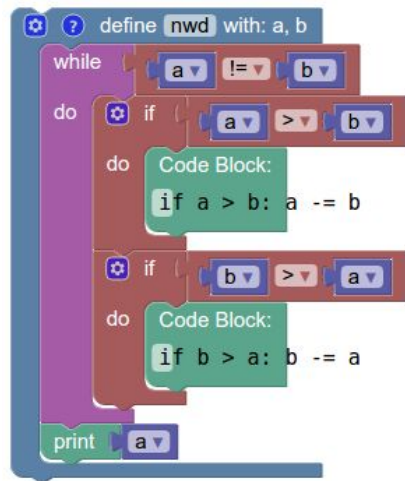 ? define nwd with: a, b
while a != b
do if a > b
do Code Block:
if a > b: a -= b
if b > a
do Code Block:
if b > a: b -= a
print a